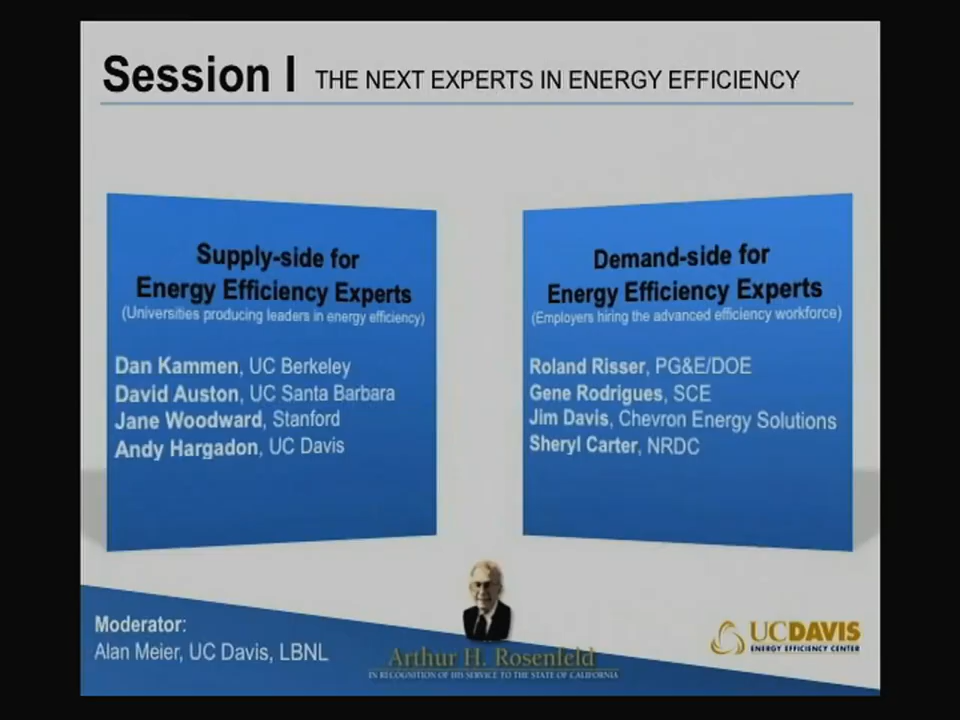 Session I THE NEXT EXPERTS IN ENERGY EFFICIENCY
Supply-side for
Energy Efficiency Experts
(Universities producing leaders in energy efficiency)
Dan Kammen, UC Berkeley
David Auston, UC Santa Barbara
Jane Woodward, Stanford
Andy Hargadon, UC Davis
Demand-side for
Energy Efficiency Experts
(Employers hiring the advanced efficiency workforce)
Roland Risser, PG&E/DOE
Gene Rodrigues, SCE
Jim Davis, Chevron Energy Solutions
Sheryl Carter, NRDC
Moderator:
Alan Meier, UC Davis, LBNL
Arthur H. Rosenfeld
IN RECOGNITION OF HIS SERVICE TO THE STATE OF CALIFORNIA
UCDAVIS
ENERGY EFFICIENCY CENTER